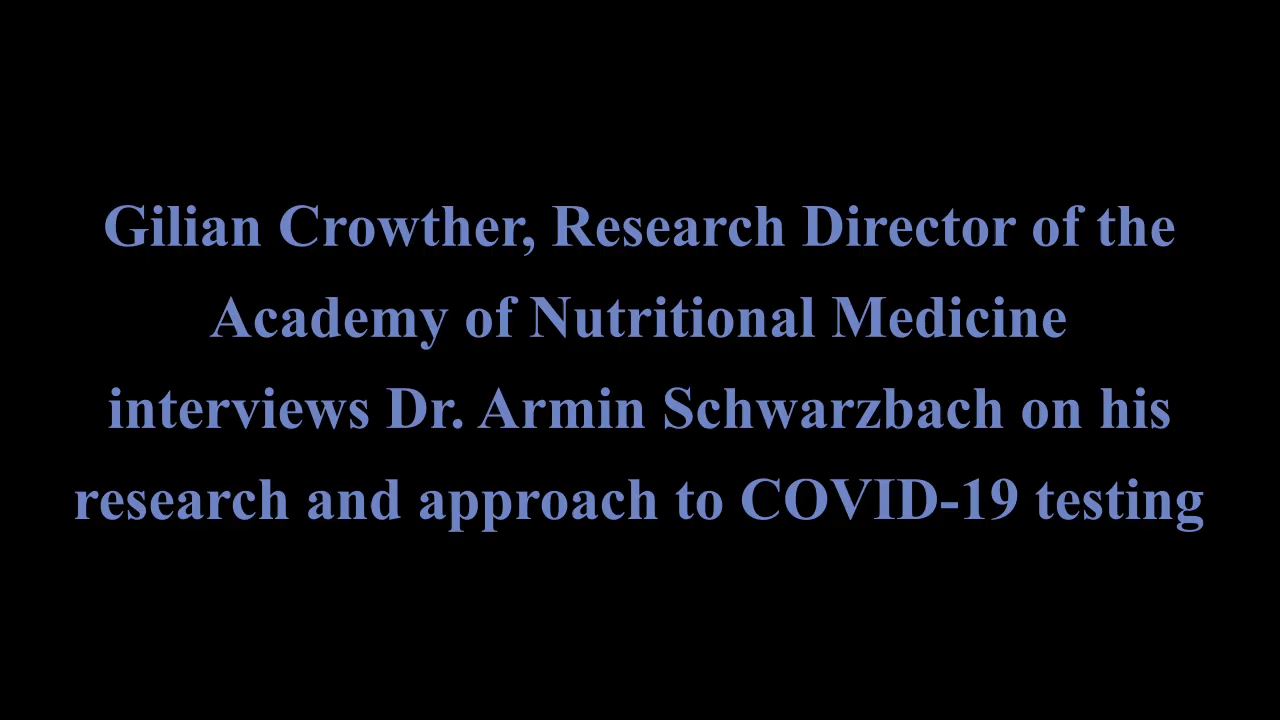 Gilian Crowther, Research Director of the
Academy of Nutritional Medicine
interviews Dr. Armin Schwarzbach on his
research and approach to COVID-19 testing